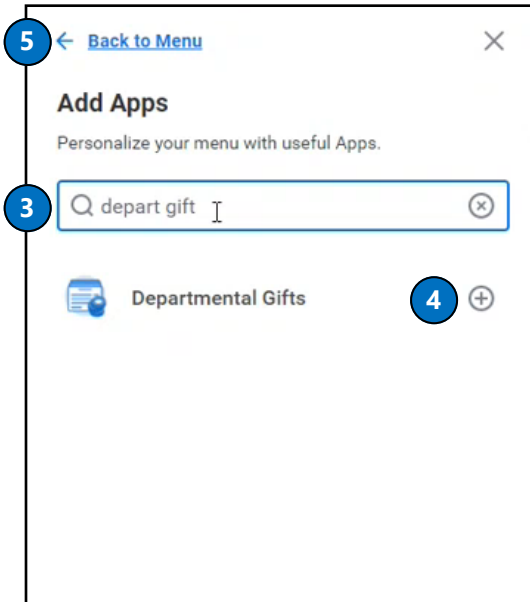 5 Back to Menu
Add Apps
Personalize your menu with useful Apps.
3 depart gift
Departmental Gifts 4